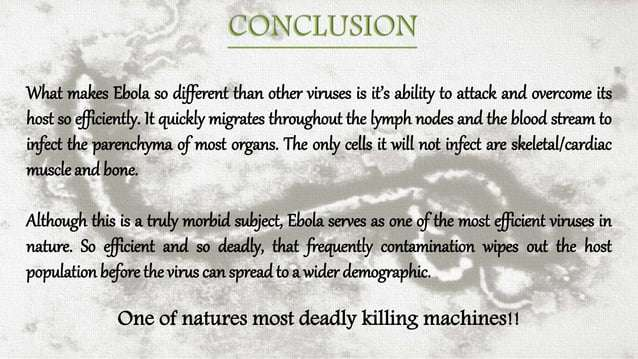 CONCLUSION
What makes Ebola so different than other viruses is it's ability to attack and overcome its
host so efficiently. It quickly migrates throughout the lymph nodes and the blood stream to
infect the parenchyma of most organs. The only cells it will not infect are skeletal/cardiac
muscle and bone.
Although this is a truly morbid subject, Ebola serves as one of the most efficient viruses in
nature. So efficient and so deadly, that frequently contamination wipes out the host
population before the virus can spread to a wider demographic.
One of natures most deadly killing machines!!